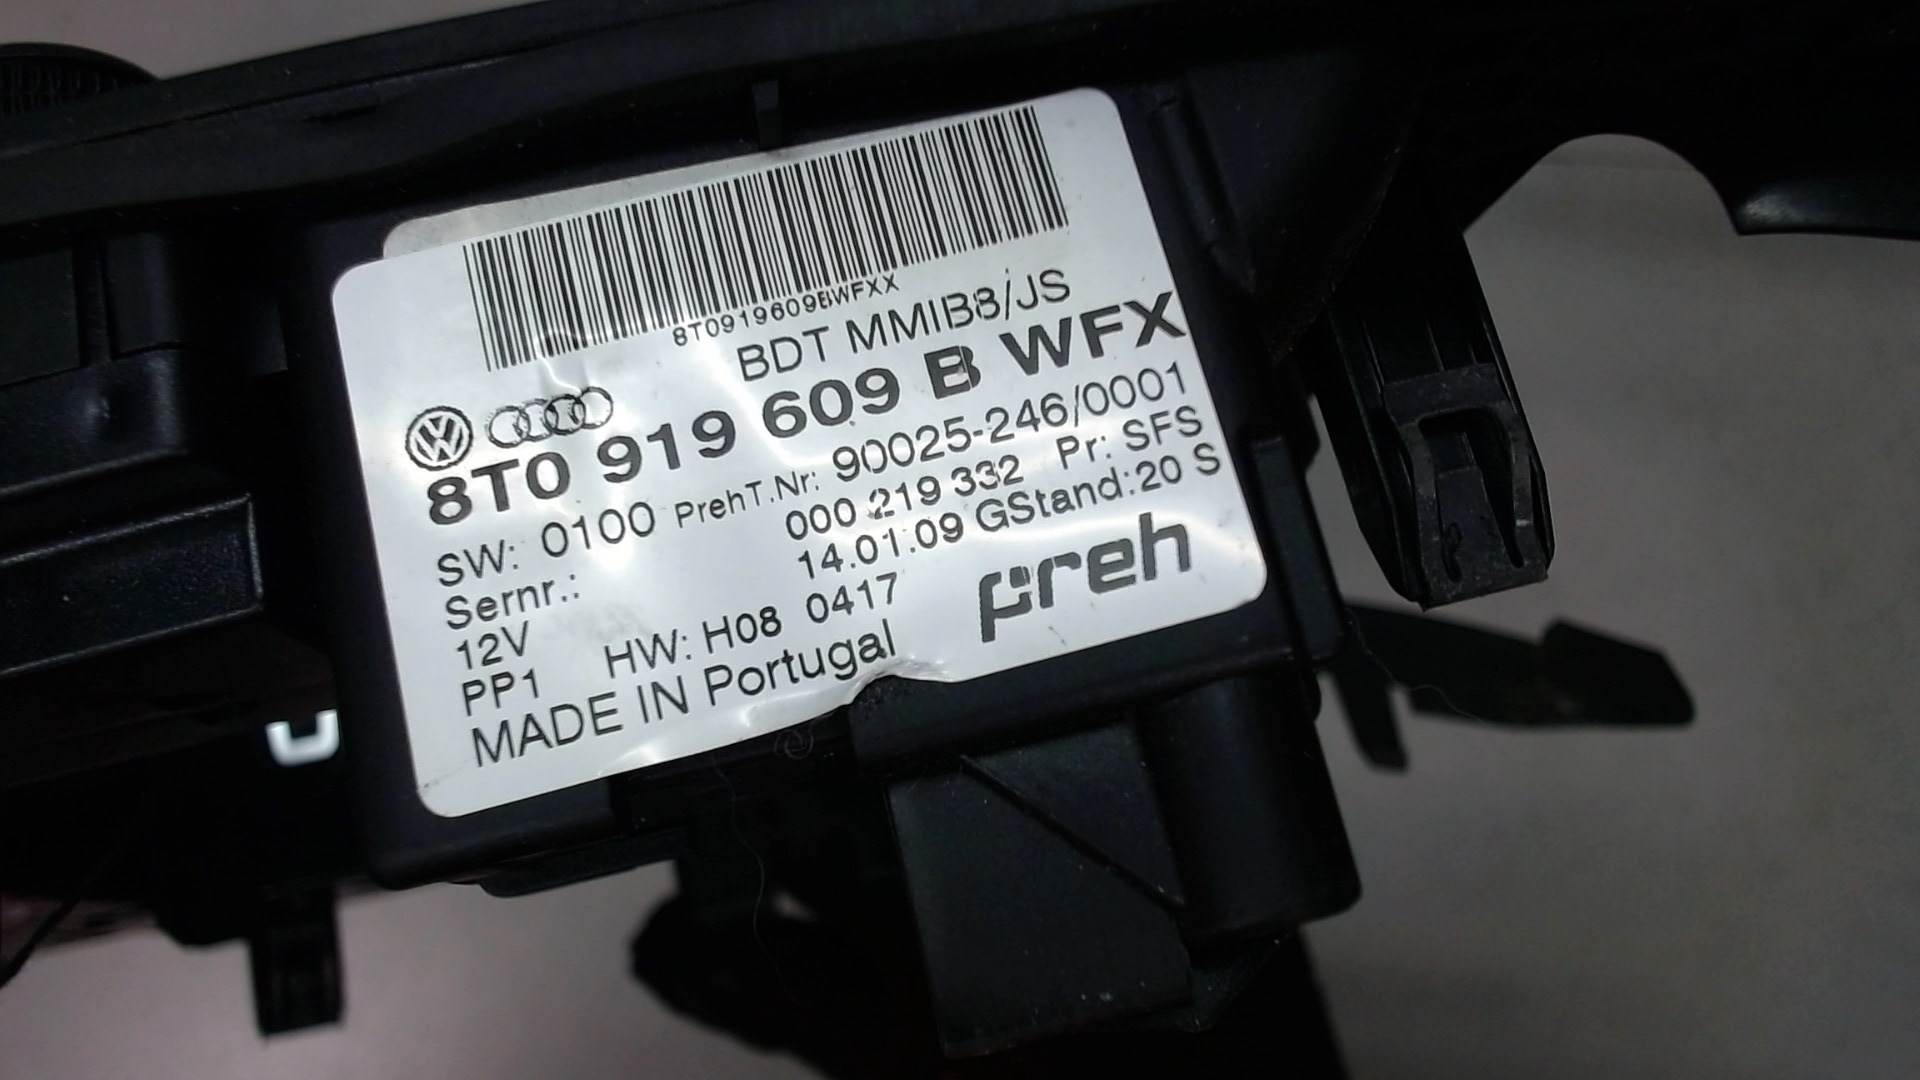 8T0919609BWFXX
BDT MMIB8/JS
8T0 919 609 B WFX
SW: 0100 PrehT.Nr: 90025-246/0001
Sernr.: 000 219 332 Pr: SFS
12V 14.01.09 GStand:20 S
PP1 HW: H08 0417
MADE IN Portugal preh